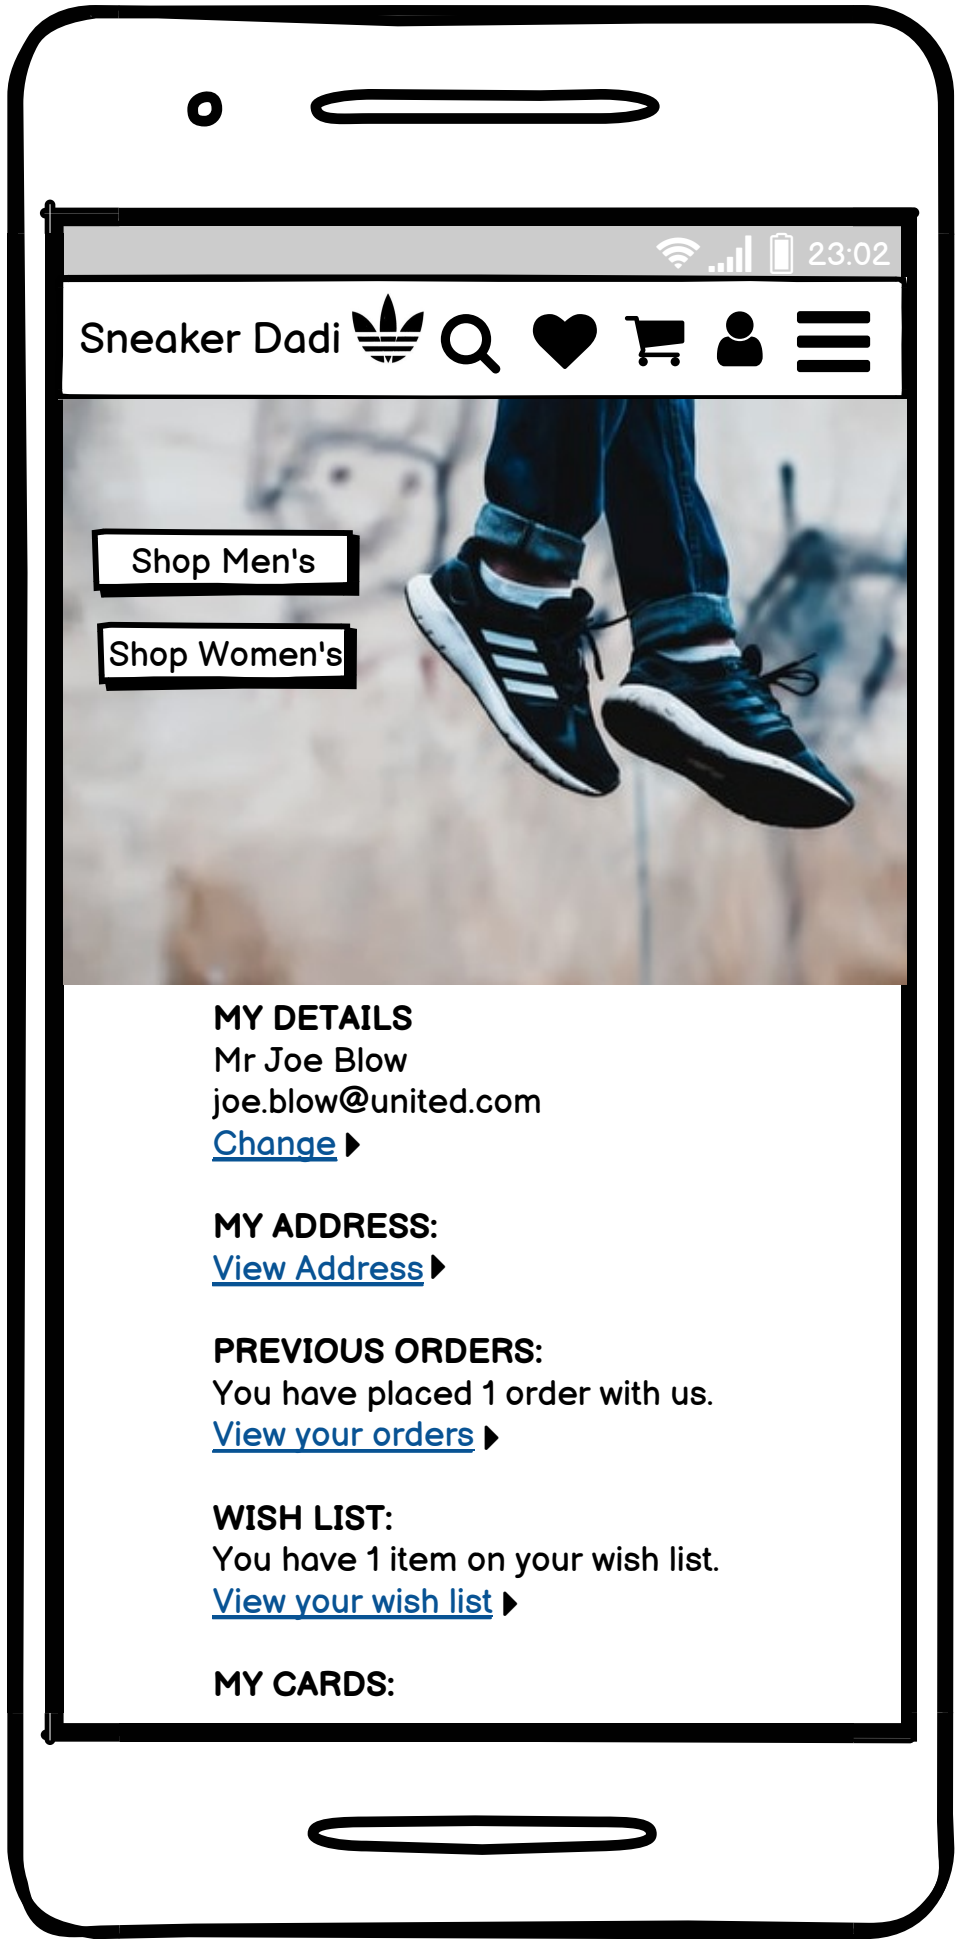 23:02
Sneaker Dadi
Shop Men's
Shop Women's
MY DETAILS
Mr Joe Blow
joe.blow@united.com
Change
MY ADDRESS:
View Address
PREVIOUS ORDERS:
You have placed 1 order with us.
View your orders
WISH LIST:
You have 1 item on your wish list.
View your wish list
MY CARDS: